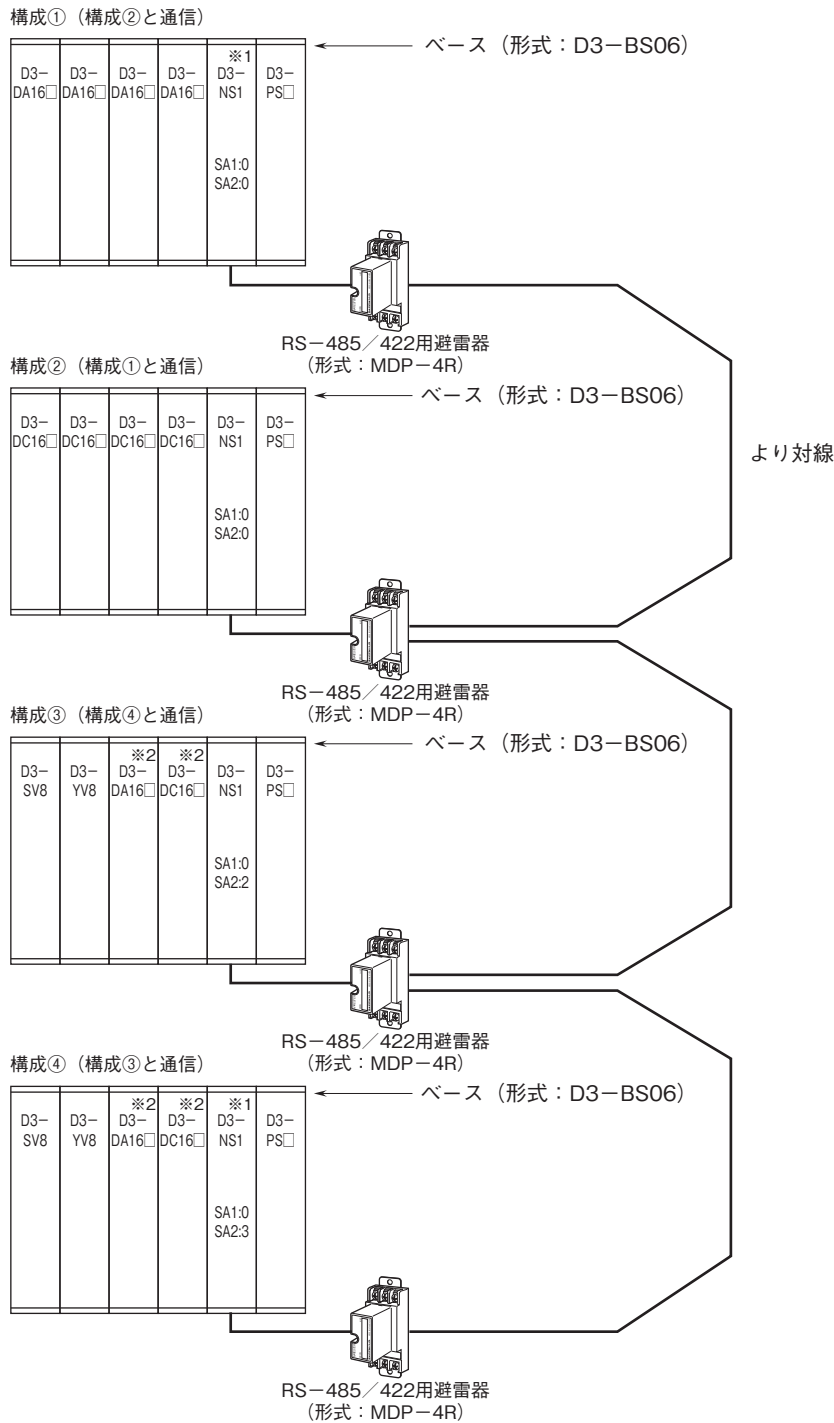 構成①（構成②と通信）
ベース（形式：D3－BS06）
※1
D3－ D3－ D3－ D3－ D3－ D3－
DA16□ DA16□ DA16□ DA16□ NS1 PS□
SA1:0
SA2:0
RS－485／422用避雷器
（形式：MDP－4R）
構成②（構成①と通信）
ベース（形式：D3－BS06）
D3－ D3－ D3－ D3－ D3－ D3－
DC16□ DC16□ DC16□ DC16□ NS1 PS□
より対線
SA1:0
SA2:0
RS－485／422用避雷器
（形式：MDP－4R）
構成③（構成④と通信）
ベース（形式：D3－BS06）
※2 ※2
D3－ D3－ D3－ D3－ D3－ D3－
SV8 YV8 DA16□ DC16□ NS1 PS□
SA1:0
SA2:2
RS－485／422用避雷器
（形式：MDP－4R）
構成④（構成③と通信）
ベース（形式：D3－BS06）
※2 ※2 ※1
D3－ D3－ D3－ D3－ D3－ D3－
SV8 YV8 DA16□ DC16□ NS1 PS□
SA1:0
SA2:3
RS－485／422用避雷器
（形式：MDP－4R）